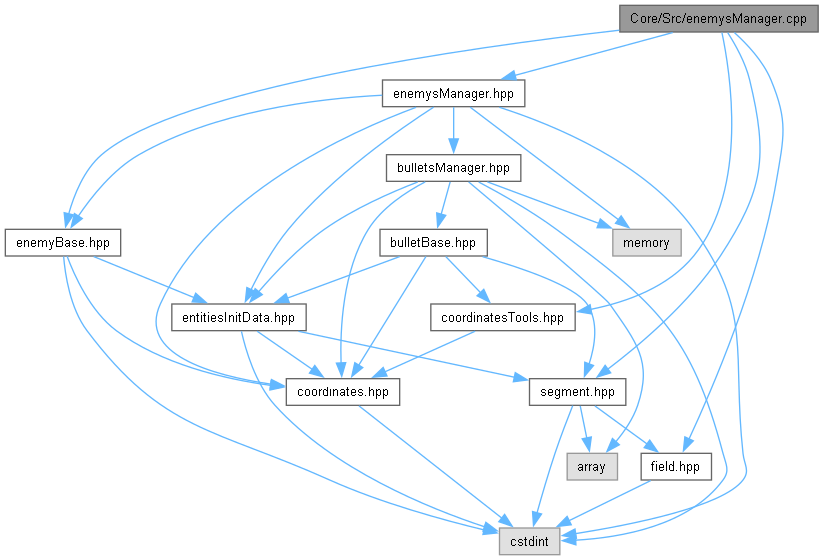 Core/Src/enemysManager.cpp
enemysManager.hpp
bulletsManager.hpp
enemyBase.hpp
bulletBase.hpp
memory
entitiesInitData.hpp
coordinatesTools.hpp
coordinates.hpp
segment.hpp
array
field.hpp
cstdint